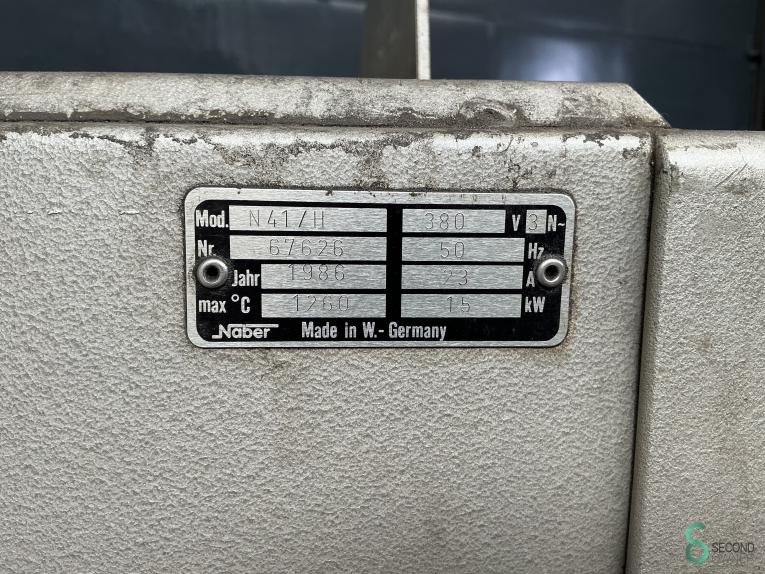 Mod. N41/H 380 V 3 N~
Nr. 67626 50 Hz
Jahr 1986 23 A
max °C 1260 15 kW
Naber Made in W.- Germany
SECOND